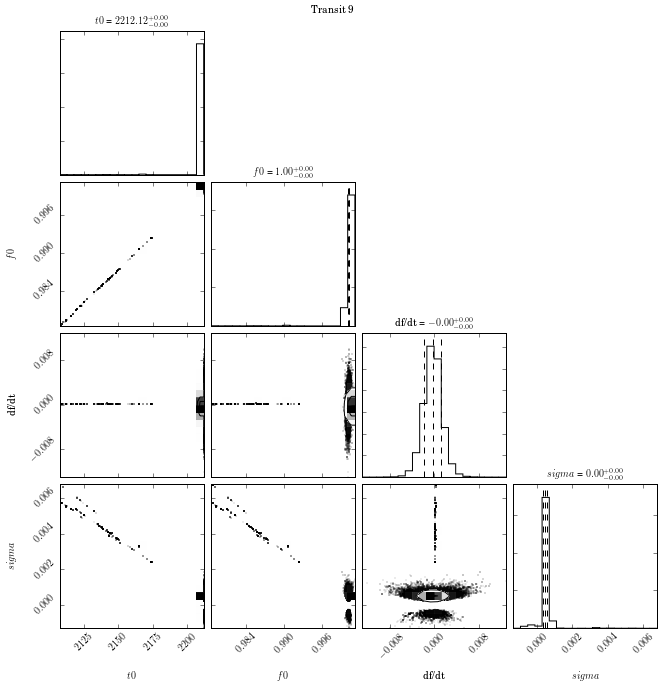 Transit 9
t0 = 2212.12 +0.00 −0.00
f0 = 1.00 +0.00 −0.00
0.996
0.990
0.984
f0
df/dt = −0.00 +0.00 −0.00
0.008
0.000
−0.008
df/dt
sigma = 0.00 +0.00 −0.00
0.006
0.004
0.002
0.000
sigma
2125 2150 2175 2200
0.984 0.990 0.996
−0.008 0.000 0.008
0.000 0.002 0.004 0.006
t0 f0 df/dt sigma